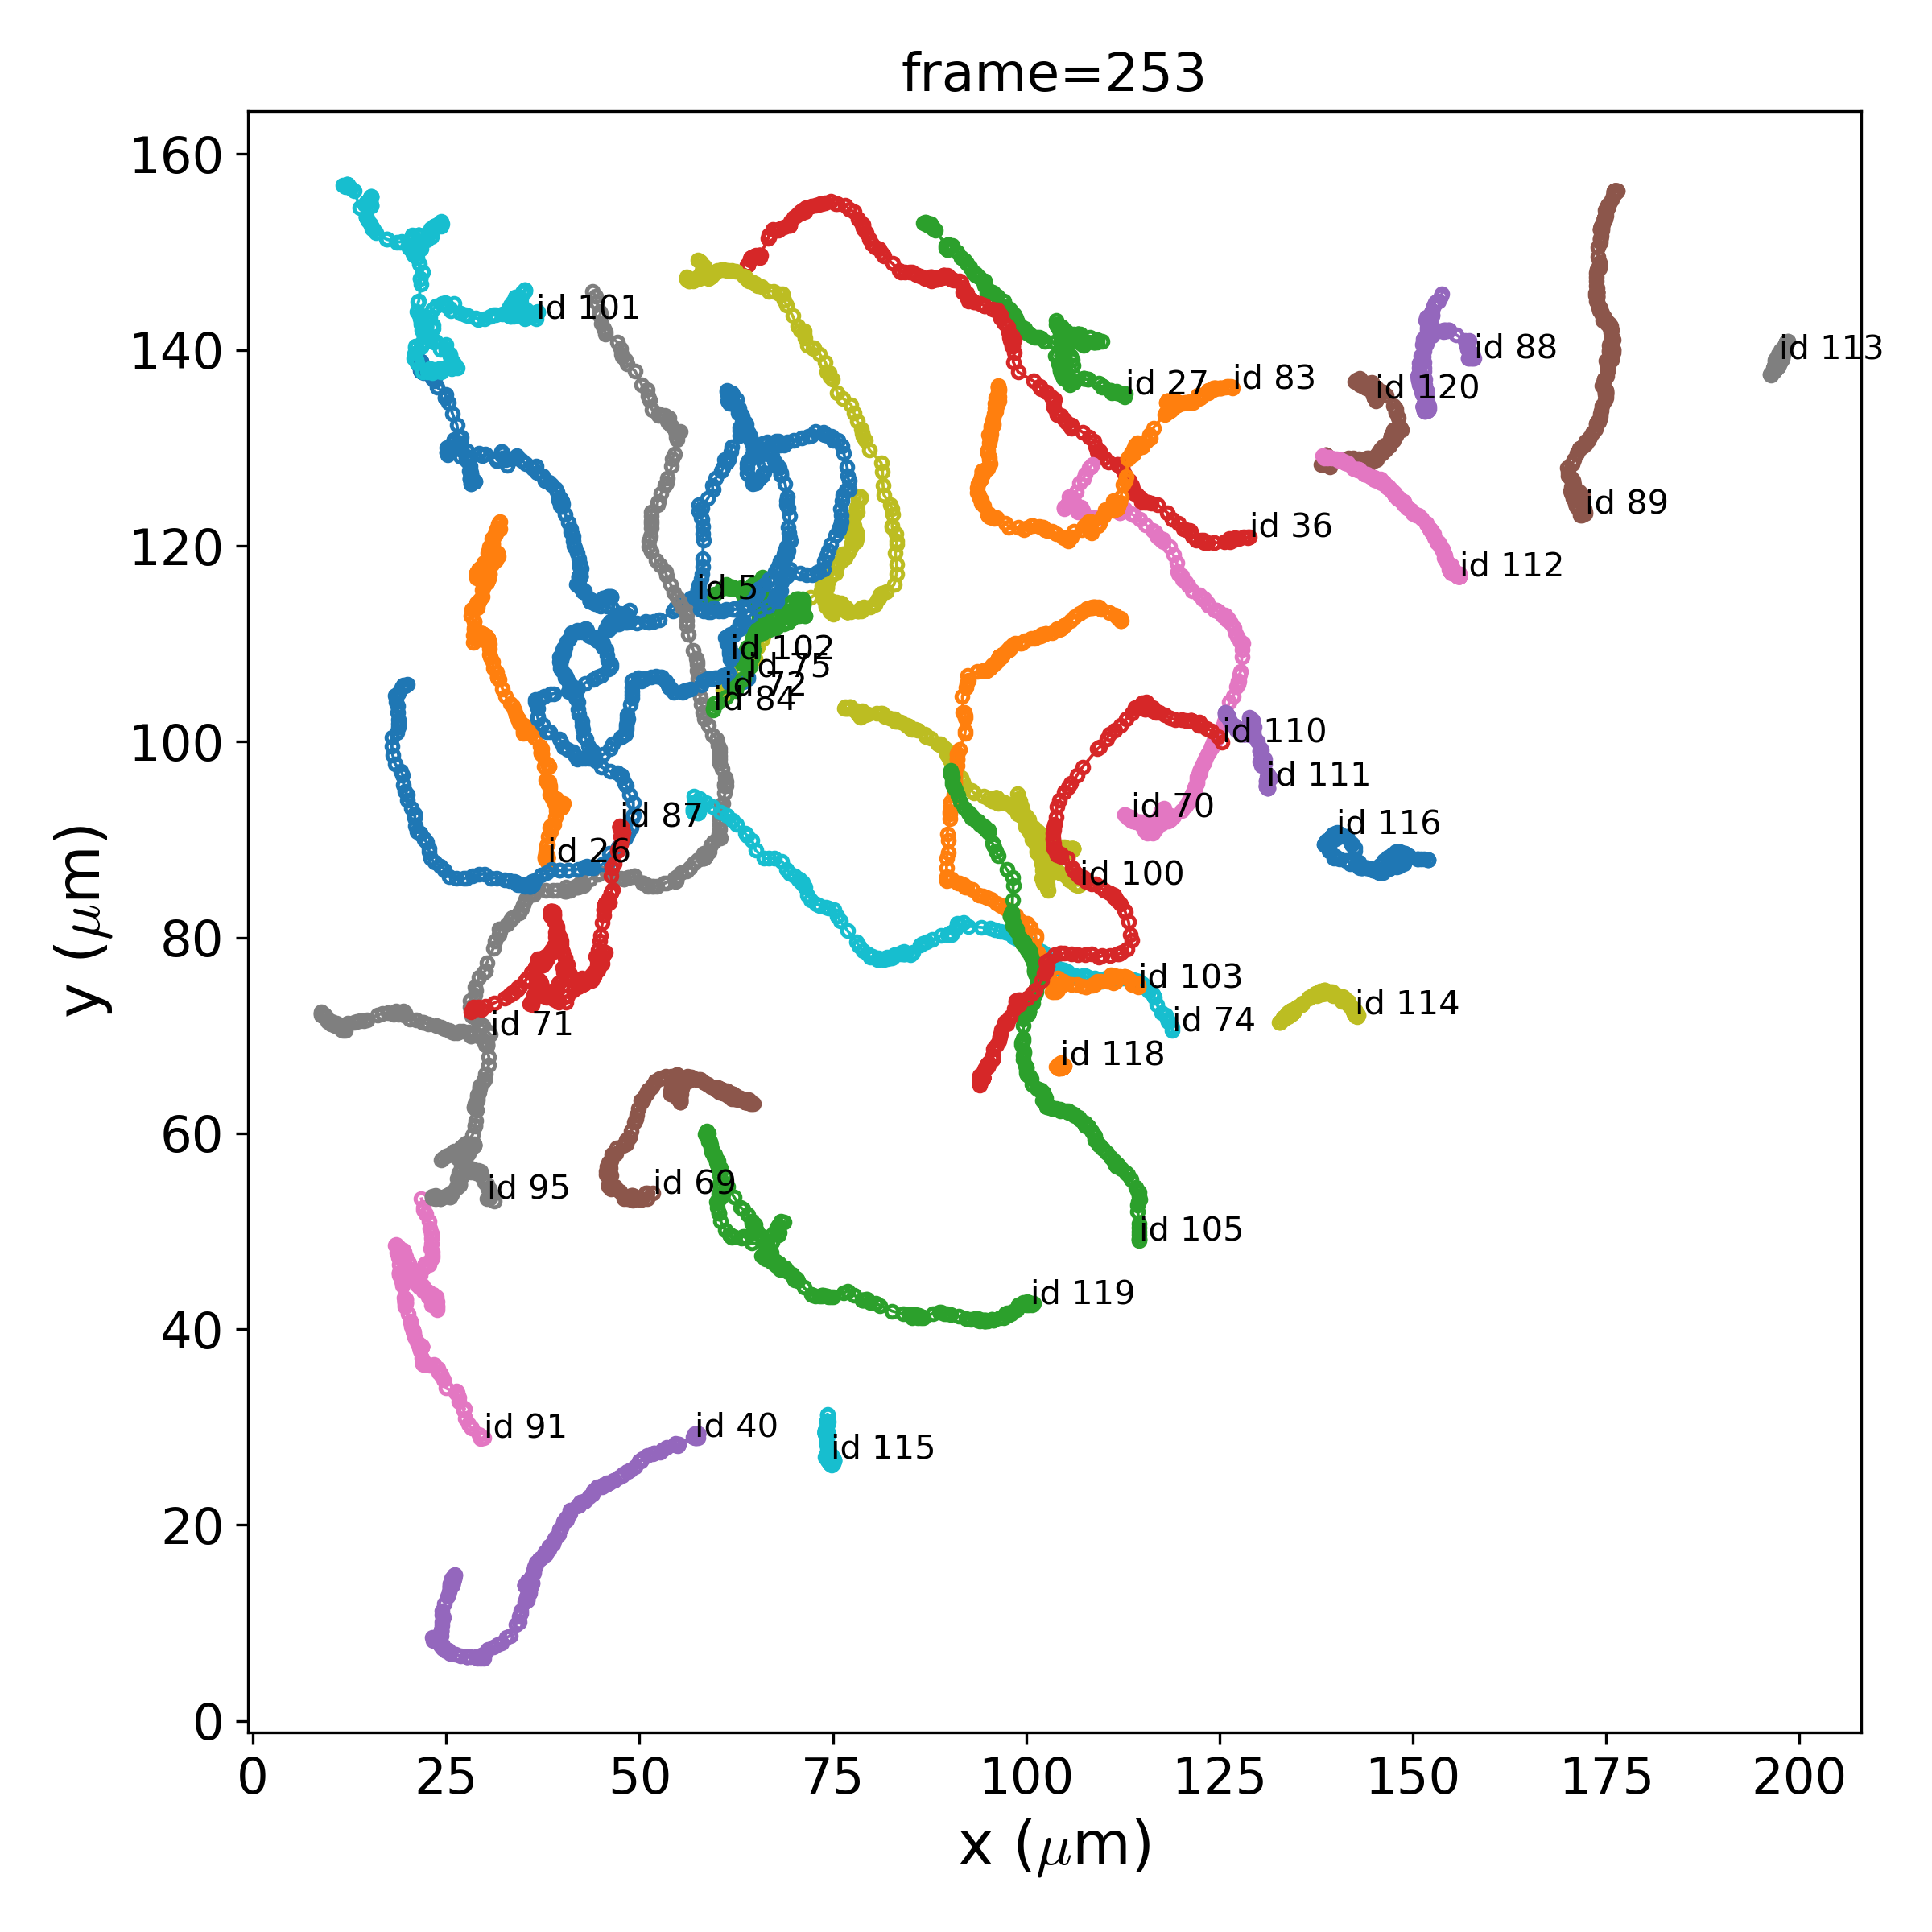 frame=253
160
140
120
100
80
60
40
20
0
y (μm)
0 25 50 75 100 125 150 175 200
x (μm)
id 101
id 27
id 83
id 88
id 120
id 113
id 89
id 36
id 112
id 5
id 102
id 75
id 72
id 84
id 110
id 111
id 70
id 116
id 87
id 26
id 100
id 103
id 74
id 114
id 71
id 118
id 95
id 69
id 105
id 119
id 91
id 40
id 115